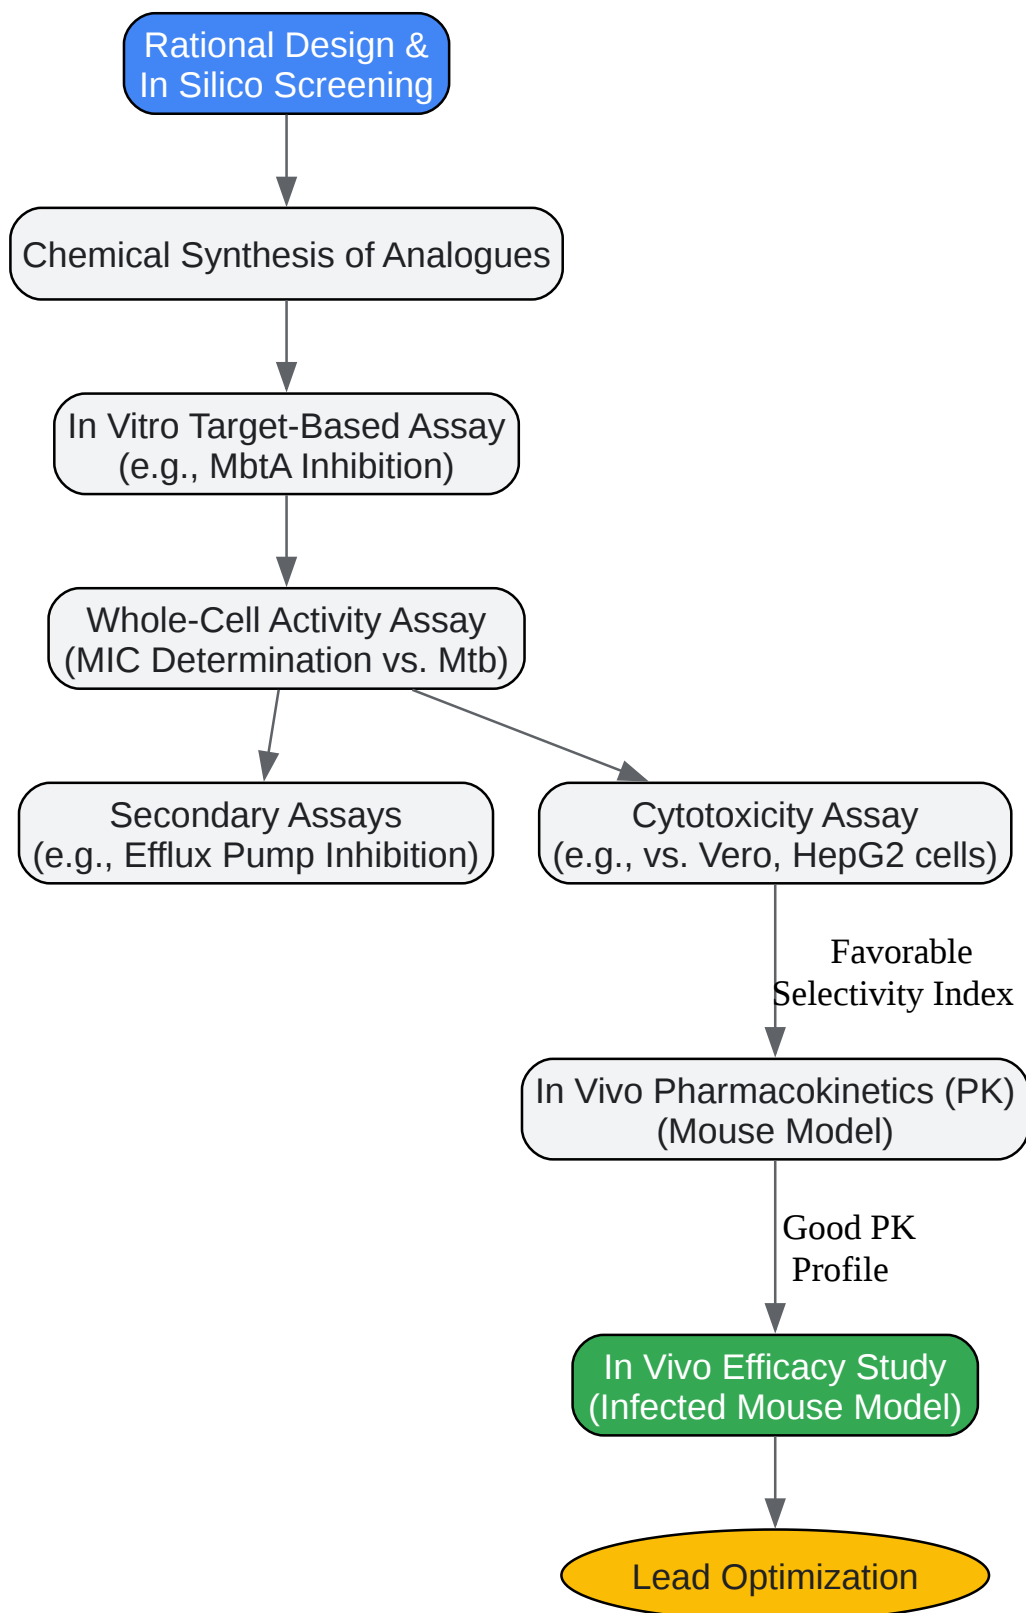 Rational Design &
In Silico Screening
Chemical Synthesis of Analogues
In Vitro Target-Based Assay
(e.g., MbtA Inhibition)
Whole-Cell Activity Assay
(MIC Determination vs. Mtb)
Secondary Assays
(e.g., Efflux Pump Inhibition)
Cytotoxicity Assay
(e.g., vs. Vero, HepG2 cells)
Favorable
Selectivity Index
In Vivo Pharmacokinetics (PK)
(Mouse Model)
Good PK
Profile
In Vivo Efficacy Study
(Infected Mouse Model)
Lead Optimization